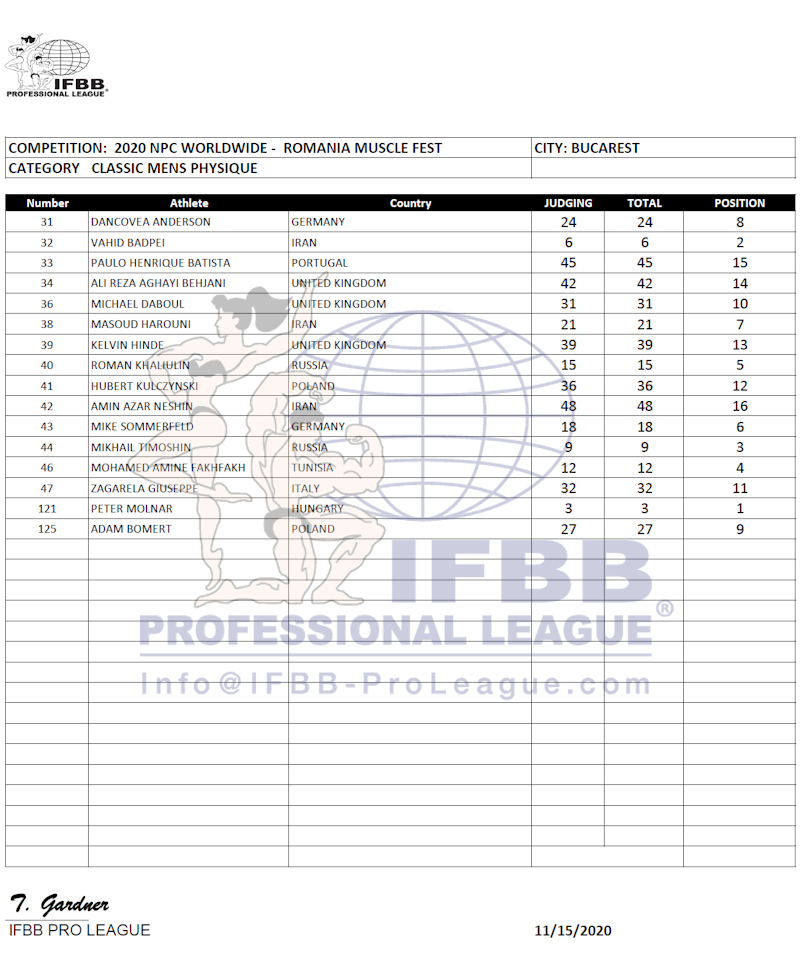 IFBB
PROFESSIONAL LEAGUE®
COMPETITION: 2020 NPC WORLDWIDE - ROMANIA MUSCLE FEST CITY: BUCAREST
CATEGORY CLASSIC MENS PHYSIQUE
Number Athlete Country JUDGING TOTAL POSITION
31 DANCOVEA ANDERSON GERMANY 24 24 8
32 VAHID BADPEI IRAN 6 6 2
33 PAULO HENRIQUE BATISTA PORTUGAL 45 45 15
34 ALI REZA AGHAYI BEHJANI UNITED KINGDOM 42 42 14
36 MICHAEL DABOUL UNITED KINGDOM 31 31 10
38 MASOUD HAROUNI IRAN 21 21 7
39 KELVIN HINDE UNITED KINGDOM 39 39 13
40 ROMAN KHALIULIN RUSSIA 15 15 5
41 HUBERT KULCZYNSKI POLAND 36 36 12
42 AMIN AZAR NESHIN IRAN 48 48 16
43 MIKE SOMMERFELD GERMANY 18 18 6
44 MIKHAIL TIMOSHIN RUSSIA 9 9 3
46 MOHAMED AMINE FAKHFAKH TUNISIA 12 12 4
47 ZAGARELA GIUSEPPE ITALY 32 32 11
121 PETER MOLNAR HUNGARY 3 3 1
125 ADAM BOMERT POLAND 27 27 9
IFBB
PROFESSIONAL LEAGUE®
Info@IFBB-ProLeague.com
T. Gardner
IFBB PRO LEAGUE 11/15/2020